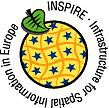 INSPIRE · Infrastructure for Spatial Information in Europe